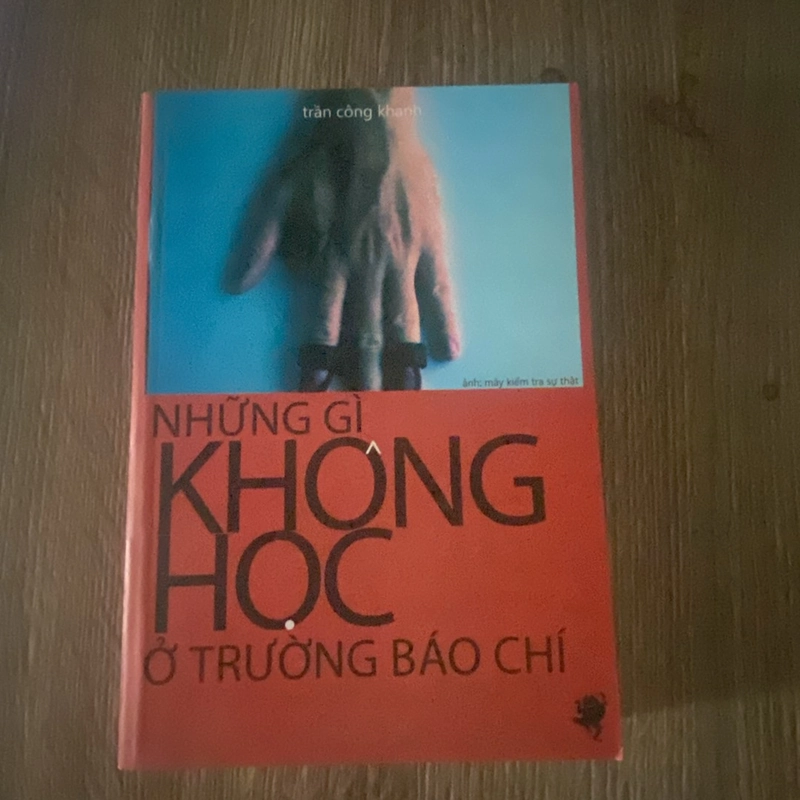 trần công khanh
ảnh: máy kiểm tra sự thật
NHỮNG GÌ
KHÔNG
HỌC
Ở TRƯỜNG BÁO CHÍ